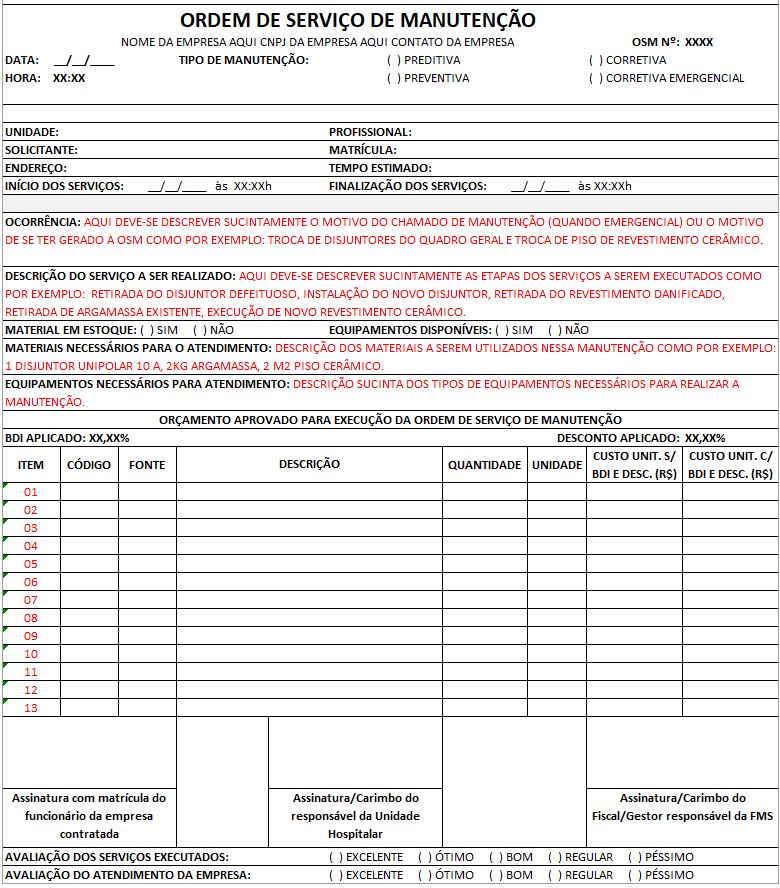 ORDEM DE SERVIÇO DE MANUTENÇÃO
NOME DA EMPRESA AQUI CNPJ DA EMPRESA AQUI CONTATO DA EMPRESA OSM Nº: XXXX
DATA: __/__/____ TIPO DE MANUTENÇÃO: ( ) PREDITIVA ( ) CORRETIVA
HORA: XX:XX ( ) PREVENTIVA ( ) CORRETIVA EMERGENCIAL
UNIDADE: PROFISSIONAL:
SOLICITANTE: MATRÍCULA:
ENDEREÇO: TEMPO ESTIMADO:
INÍCIO DOS SERVIÇOS: __/__/____ às XX:XXh FINALIZAÇÃO DOS SERVIÇOS: __/__/____ às XX:XXh
OCORRÊNCIA: AQUI DEVE-SE DESCREVER SUCINTAMENTE O MOTIVO DO CHAMADO DE MANUTENÇÃO (QUANDO EMERGENCIAL) OU O MOTIVO
DE SE TER GERADO A OSM COMO POR EXEMPLO: TROCA DE DISJUNTORES DO QUADRO GERAL E TROCA DE PISO DE REVESTIMENTO CERÂMICO.
DESCRIÇÃO DO SERVIÇO A SER REALIZADO: AQUI DEVE-SE DESCREVER SUCINTAMENTE AS ETAPAS DOS SERVIÇOS A SEREM EXECUTADOS COMO
POR EXEMPLO: RETIRADA DO DISJUNTOR DEFEITUOSO, INSTALAÇÃO DO NOVO DISJUNTOR, RETIRADA DO REVESTIMENTO DANIFICADO,
RETIRADA DE ARGAMASSA EXISTENTE, EXECUÇÃO DE NOVO REVESTIMENTO CERÂMICO.
MATERIAL EM ESTOQUE: ( ) SIM ( ) NÃO EQUIPAMENTOS DISPONÍVEIS: ( ) SIM ( ) NÃO
MATERIAIS NECESSÁRIOS PARA O ATENDIMENTO: DESCRIÇÃO DOS MATERIAIS A SEREM UTILIZADOS NESSA MANUTENÇÃO COMO POR EXEMPLO:
1 DISJUNTOR UNIPOLAR 10 A, 2KG ARGAMASSA, 2 M2 PISO CERÂMICO.
EQUIPAMENTOS NECESSÁRIOS PARA ATENDIMENTO: DESCRIÇÃO SUCINTA DOS TIPOS DE EQUIPAMENTOS NECESSÁRIOS PARA REALIZAR A
MANUTENÇÃO.
ORÇAMENTO APROVADO PARA EXECUÇÃO DA ORDEM DE SERVIÇO DE MANUTENÇÃO
BDI APLICADO: XX,XX% DESCONTO APLICADO: XX,XX%
ITEM CÓDIGO FONTE DESCRIÇÃO QUANTIDADE UNIDADE CUSTO UNIT. S/ CUSTO UNIT. C/
BDI E DESC. (R$) BDI E DESC. (R$)
01
02
03
04
05
06
07
08
09
10
11
12
13
Assinatura com matrícula do Assinatura/Carimbo do Assinatura/Carimbo do
funcionário da empresa responsável da Unidade Fiscal/Gestor responsável da FMS
contratada Hospitalar
AVALIAÇÃO DOS SERVIÇOS EXECUTADOS: ( ) EXCELENTE ( ) ÓTIMO ( ) BOM ( ) REGULAR ( ) PÉSSIMO
AVALIAÇÃO DO ATENDIMENTO DA EMPRESA: ( ) EXCELENTE ( ) ÓTIMO ( ) BOM ( ) REGULAR ( ) PÉSSIMO